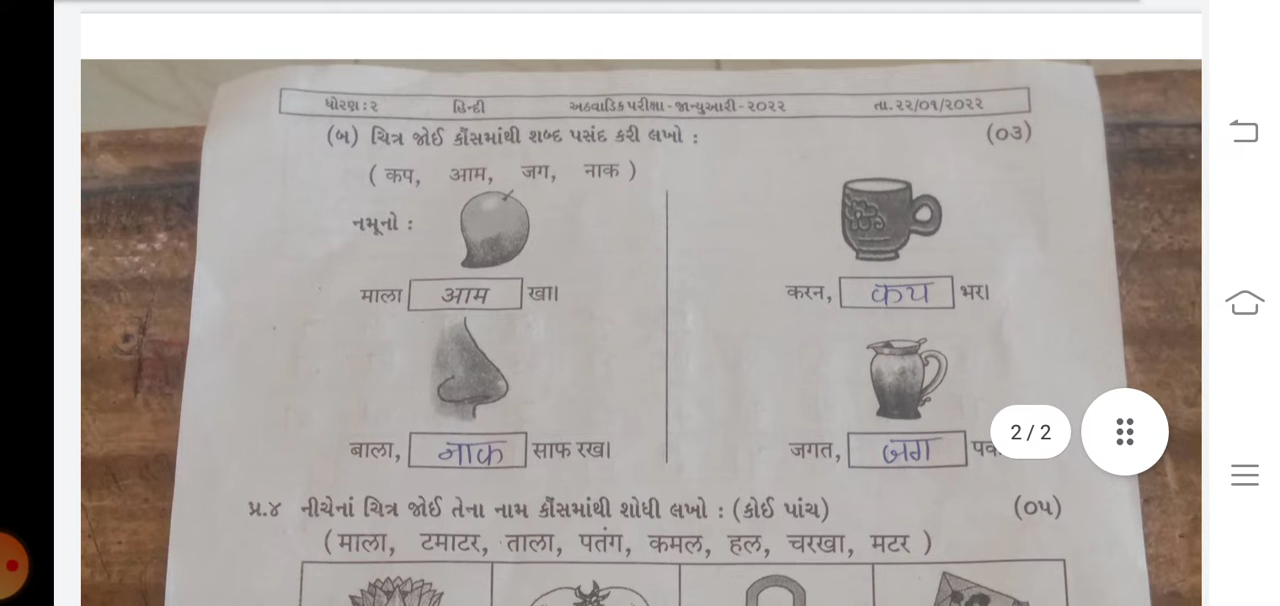 ધોરણ : ૨ હિન્દી અઠવાડિક પરીક્ષા - જાન્યુઆરી - ૨૦૨૨ તા. ૨૨/૦૧/૨૦૨૨
(બ) ચિત્ર જોઈ કૌંસમાંથી શબ્દ પસંદ કરી લખો : (૦૩)
( कप, आम, जग, नाक )
નમૂનો :
माला आम खा। करन, कप भर।
बाला, नाक साफ रख। जगत, जग
2 / 2
પ્ર.૪ નીચેનાં ચિત્ર જોઈ તેના નામ કૌંસમાંથી શોધી લખો : (કોઈ પાંચ) (૦૫)
( माला, टमाटर, ताला, पतंग, कमल, हल, चरखा, मटर )